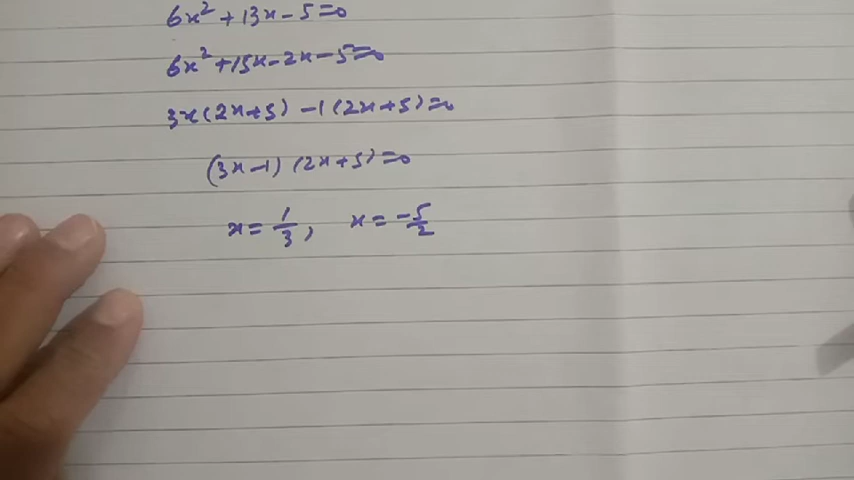 6x² + 13x - 5 = 0
6x² + 15x - 2x - 5 = 0
3x(2x+5) - 1(2x+5) = 0
(3x-1) (2x+5) = 0
x = 1/3, x = -5/2